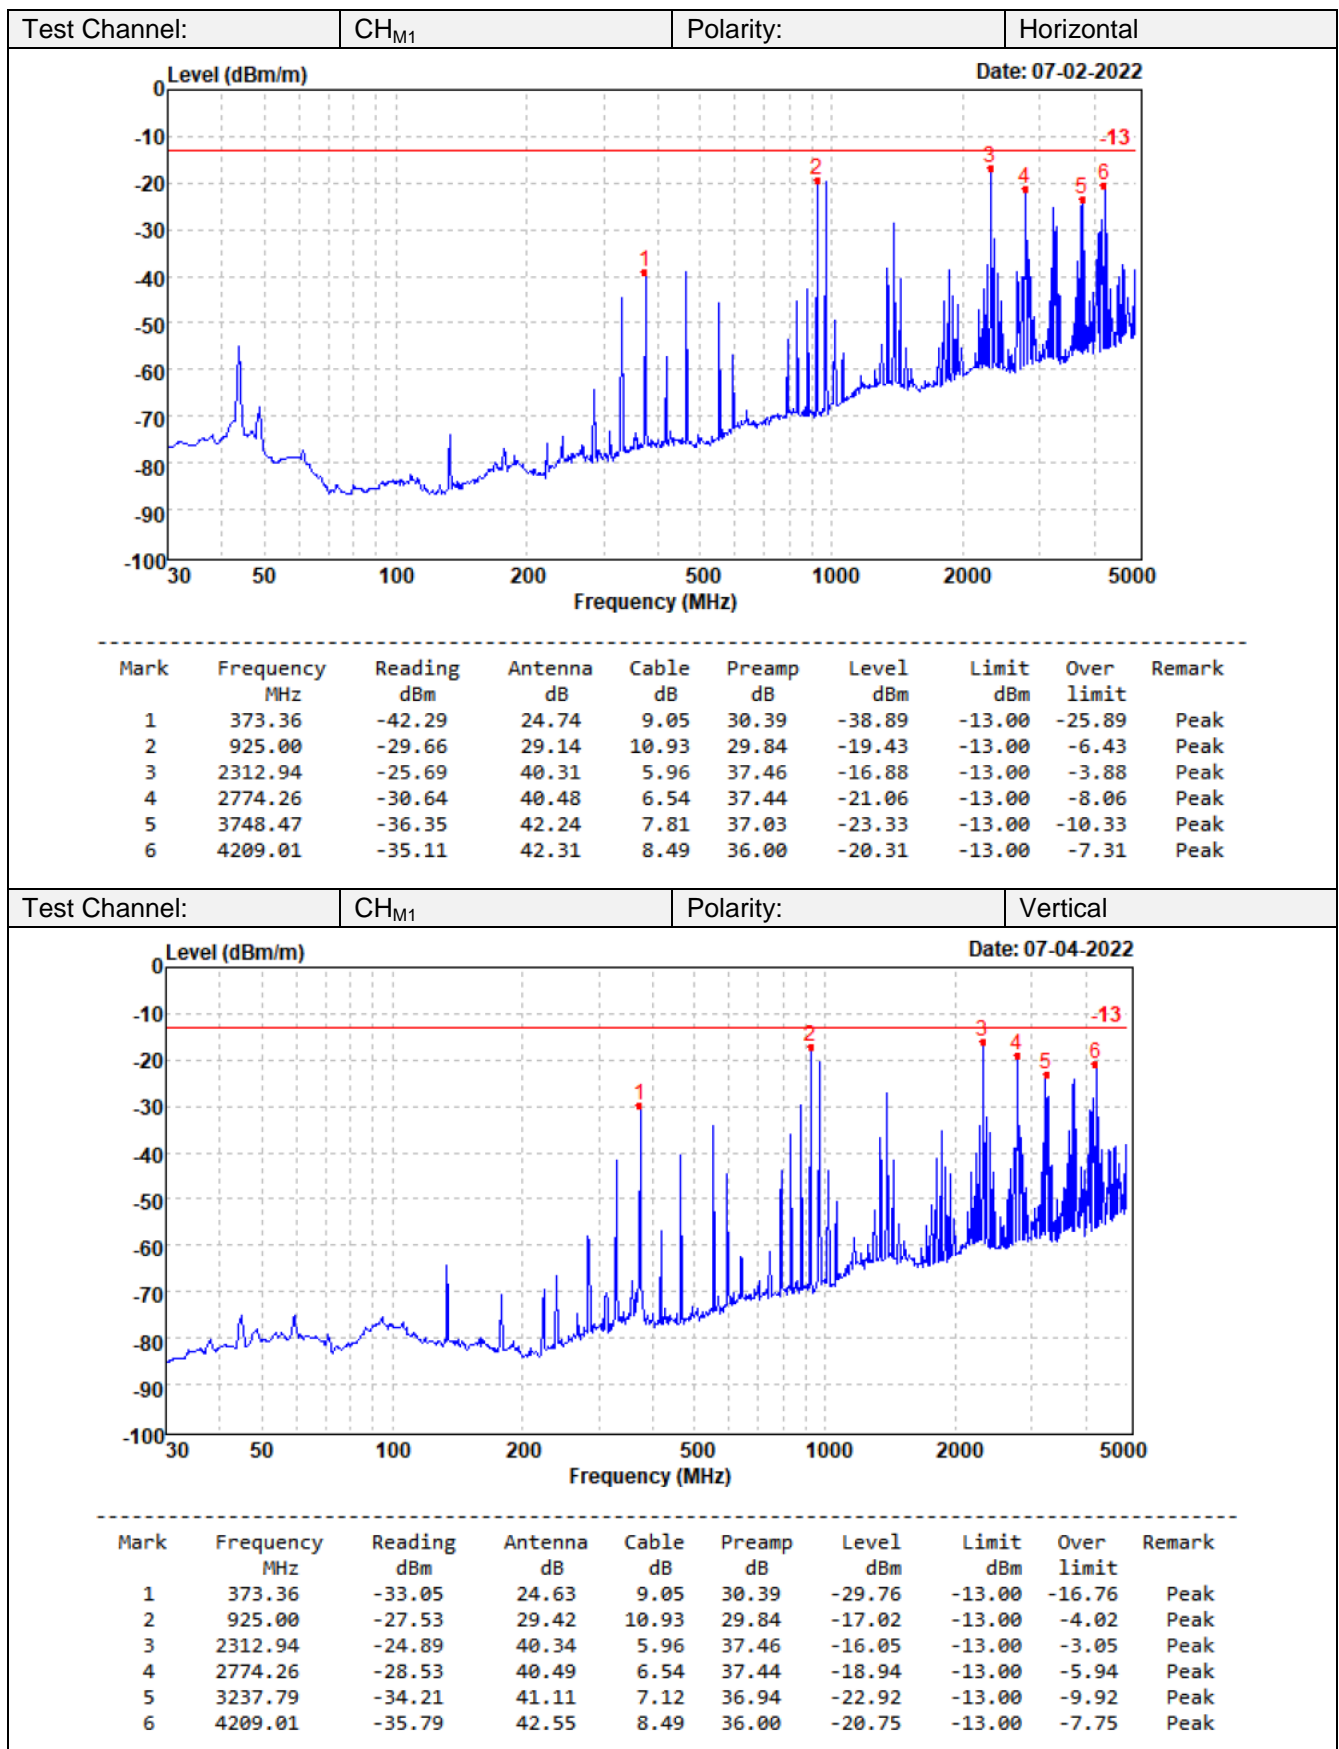 Test Channel: CHM1 Polarity: Horizontal
Level (dBm/m) Date: 07-02-2022
0
-10
-13
3
2
-20
4 5 6
-30
1
-40
-50
-60
-70
-80
-90
-100
30 50 100 200 500 1000 2000 5000
Frequency (MHz)
Mark Frequency Reading Antenna Cable Preamp Level Limit Over Remark
MHz dBm dB dB dB dBm dBm limit
1 373.36 -42.29 24.74 9.05 30.39 -38.89 -13.00 -25.89 Peak
2 925.00 -29.66 29.14 10.93 29.84 -19.43 -13.00 -6.43 Peak
3 2312.94 -25.69 40.31 5.96 37.46 -16.88 -13.00 -3.88 Peak
4 2774.26 -30.64 40.48 6.54 37.44 -21.06 -13.00 -8.06 Peak
5 3748.47 -36.35 42.24 7.81 37.03 -23.33 -13.00 -10.33 Peak
6 4209.01 -35.11 42.31 8.49 36.00 -20.31 -13.00 -7.31 Peak
Test Channel: CHM1 Polarity: Vertical
Level (dBm/m) Date: 07-04-2022
0
-10
-13
2 3 4
-20
5 6
-30
1
-40
-50
-60
-70
-80
-90
-100
30 50 100 200 500 1000 2000 5000
Frequency (MHz)
Mark Frequency Reading Antenna Cable Preamp Level Limit Over Remark
MHz dBm dB dB dB dBm dBm limit
1 373.36 -33.05 24.63 9.05 30.39 -29.76 -13.00 -16.76 Peak
2 925.00 -27.53 29.42 10.93 29.84 -17.02 -13.00 -4.02 Peak
3 2312.94 -24.89 40.34 5.96 37.46 -16.05 -13.00 -3.05 Peak
4 2774.26 -28.53 40.49 6.54 37.44 -18.94 -13.00 -5.94 Peak
5 3237.79 -34.21 41.11 7.12 36.94 -22.92 -13.00 -9.92 Peak
6 4209.01 -35.79 42.55 8.49 36.00 -20.75 -13.00 -7.75 Peak